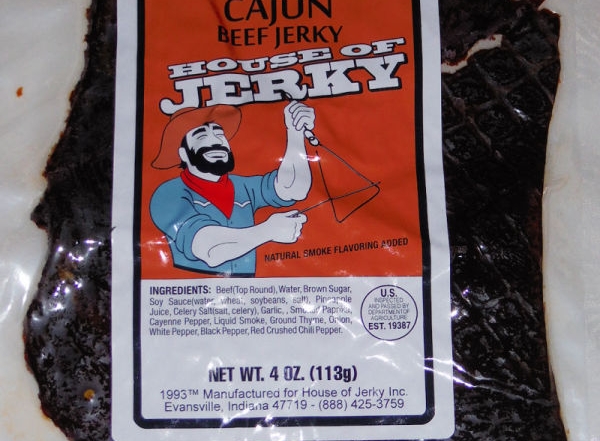 CAJUN
BEEF JERKY
HOUSE OF
JERKY
NATURAL SMOKE FLAVORING ADDED
INGREDIENTS: Beef(Top Round), Water, Brown Sugar,
Soy Sauce(water, wheat, soybeans, salt), Pineapple
Juice, Celery Salt(salt, celery), Garlic, , Smoked Paprika,
Cayenne Pepper, Liquid Smoke, Ground Thyme, Onion,
White Pepper, Black Pepper, Red Crushed Chili Pepper.
U.S.
INSPECTED
AND PASSED BY
DEPARTMENT OF
AGRICULTURE
EST. 19387
NET WT. 4 OZ. (113g)
1993™ Manufactured for House of Jerky Inc.
Evansville, Indiana 47719 - (888) 425-3759